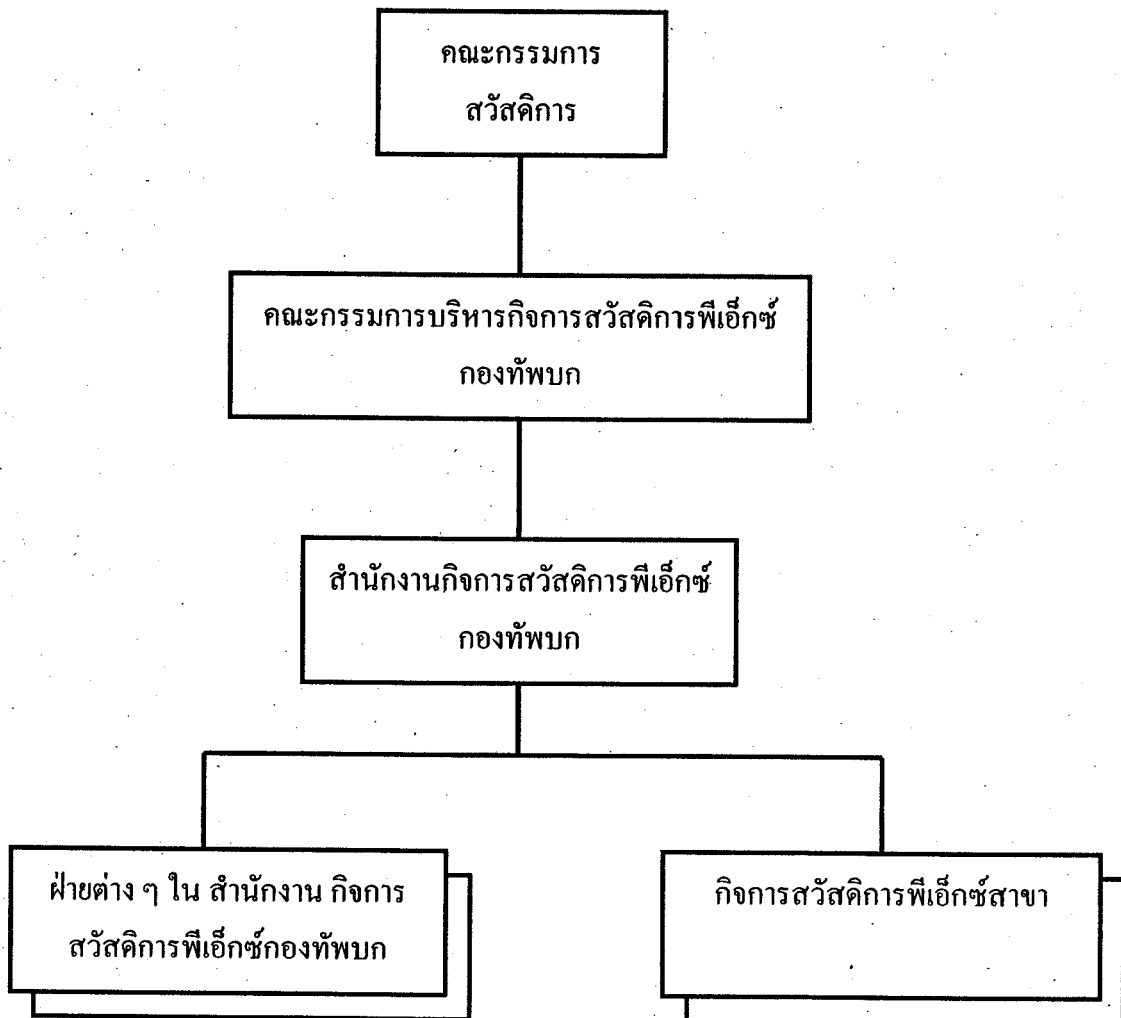 คณะกรรมการ
สวัสดิการ
คณะกรรมการบริหารกิจการสวัสดิการพีเอ็กซ์
กองทัพบก
สำนักงานกิจการสวัสดิการพีเอ็กซ์
กองทัพบก
ฝ่ายต่าง ๆ ใน สำนักงาน กิจการ
สวัสดิการพีเอ็กซ์กองทัพบก
กิจการสวัสดิการพีเอ็กซ์สาขา